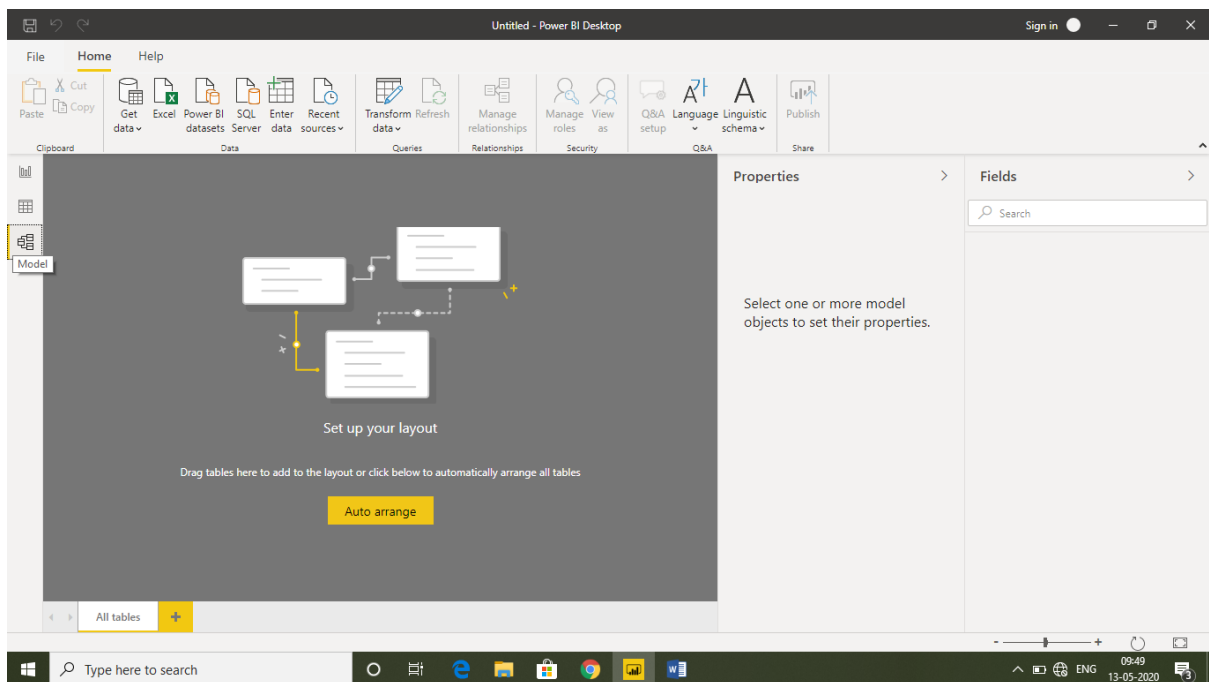 Untitled - Power BI Desktop
Sign in
File Home Help
Paste
Cut
Copy
Get data
Excel
Power BI datasets
SQL Server
Enter data
Recent sources
Transform data
Refresh
Manage relationships
Manage roles
View as
Q&A setup
Language
A가
Linguistic schema
Publish
Clipboard Data Queries Relationships Security Q&A Share
Model
Set up your layout
Drag tables here to add to the layout or click below to automatically arrange all tables
Auto arrange
Properties
Select one or more model
objects to set their properties.
Fields
Search
All tables +
- +
Type here to search
ENG
09:49
13-05-2020
3